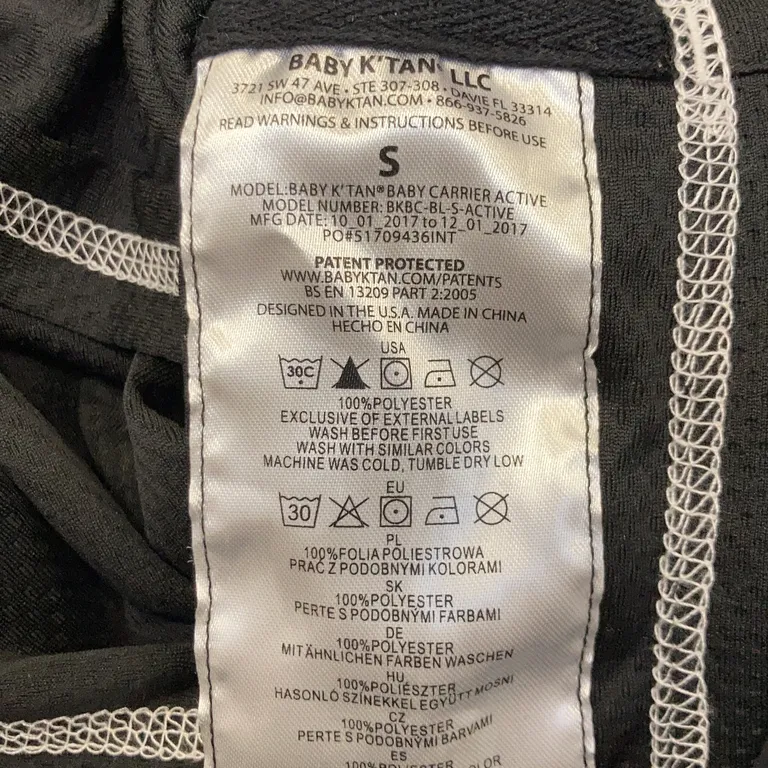 BABY K'TAN, LLC
3721 SW 47 AVE • STE 307-308 • DAVIE FL 33314
INFO@BABYKTAN.COM • 866-937-5826
READ WARNINGS & INSTRUCTIONS BEFORE USE
S
MODEL:BABY K'TAN® BABY CARRIER ACTIVE
MODEL NUMBER: BKBC-BL-S-ACTIVE
MFG DATE: 10_01_2017 to 12_01_2017
PO#51709436INT
PATENT PROTECTED
WWW.BABYKTAN.COM/PATENTS
BS EN 13209 PART 2:2005
DESIGNED IN THE U.S.A. MADE IN CHINA
HECHO EN CHINA
USA
30C
100%POLYESTER
EXCLUSIVE OF EXTERNAL LABELS
WASH BEFORE FIRST USE
WASH WITH SIMILAR COLORS
MACHINE WAS COLD, TUMBLE DRY LOW
EU
30
PL
100%FOLIA POLIESTROWA
PRAĆ Z PODOBNYMI KOLORAMI
SK
100%POLYESTER
PERTE S PODOBNÝMI FARBAMI
DE
100%POLYESTER
MIT ÄHNLICHEN FARBEN WASCHEN
HU
100%POLIÉSZTER
HASONLÓ SZÍNEKKEL EGYÜTT MOSNI
CZ
100%POLYESTER
PERTE S PODOBNÝMI BARVAMI
ES